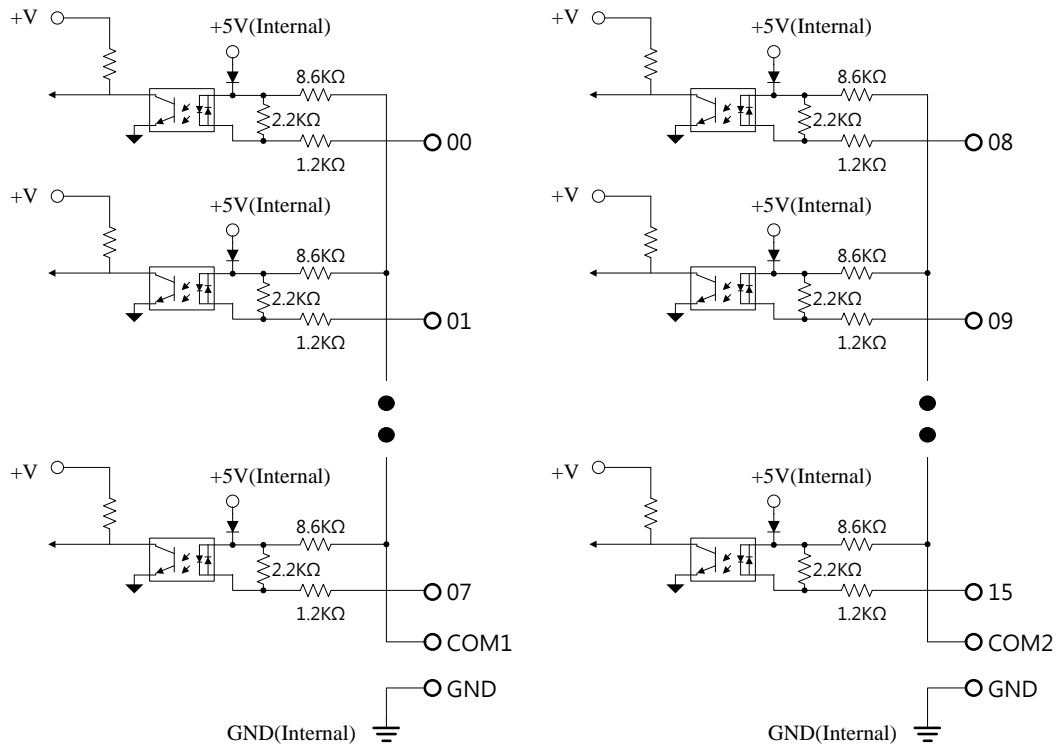 +V
+5V(Internal)
8.6KΩ
2.2KΩ
1.2KΩ
00
+V
+5V(Internal)
8.6KΩ
2.2KΩ
1.2KΩ
01
+V
+5V(Internal)
8.6KΩ
2.2KΩ
1.2KΩ
07
COM1
GND
GND(Internal)
+V
+5V(Internal)
8.6KΩ
2.2KΩ
1.2KΩ
08
+V
+5V(Internal)
8.6KΩ
2.2KΩ
1.2KΩ
09
+V
+5V(Internal)
8.6KΩ
2.2KΩ
1.2KΩ
15
COM2
GND
GND(Internal)